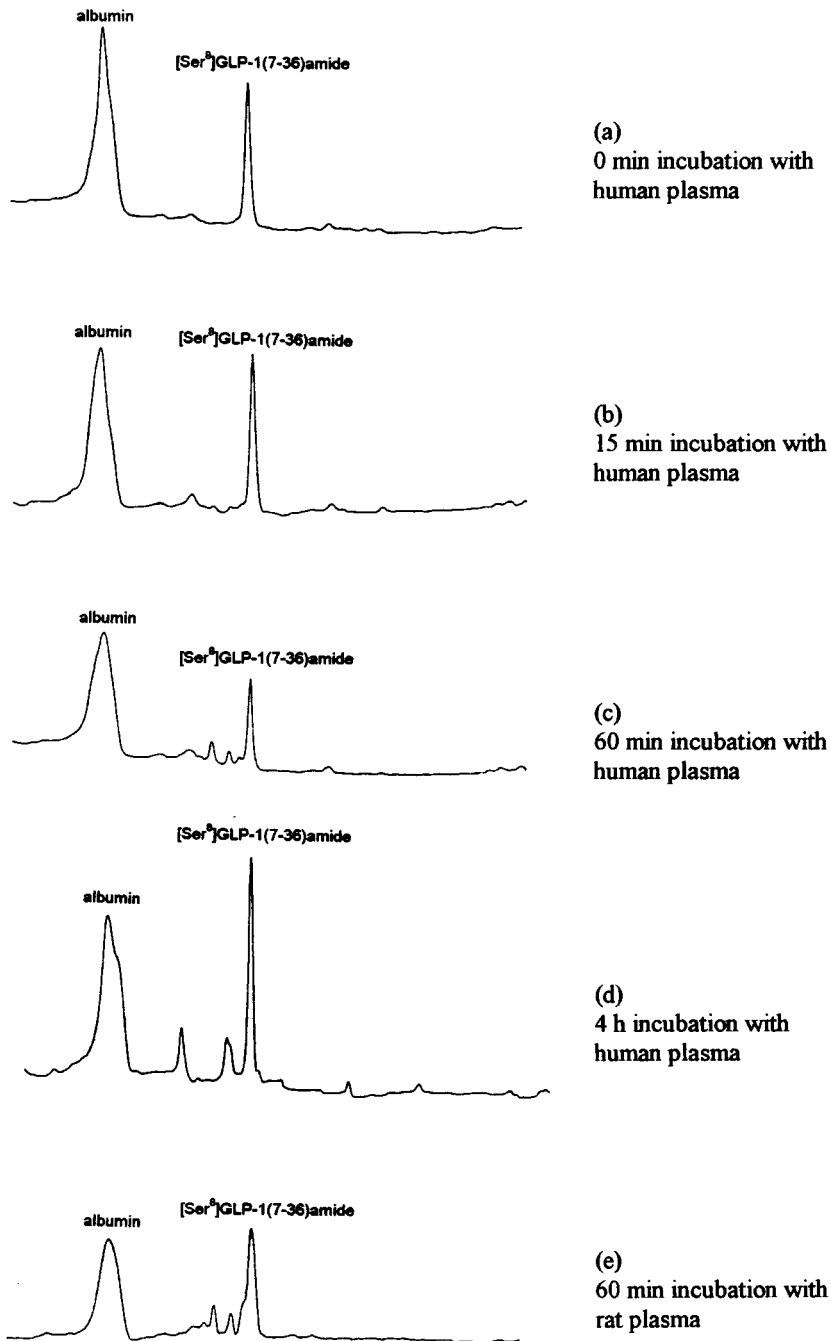 albumin
[Ser⁸]GLP-1(7-36)amide
(a)
0 min incubation with
human plasma
albumin
[Ser⁸]GLP-1(7-36)amide
(b)
15 min incubation with
human plasma
albumin
[Ser⁸]GLP-1(7-36)amide
(c)
60 min incubation with
human plasma
[Ser⁸]GLP-1(7-36)amide
albumin
(d)
4 h incubation with
human plasma
albumin
[Ser⁸]GLP-1(7-36)amide
(e)
60 min incubation with
rat plasma